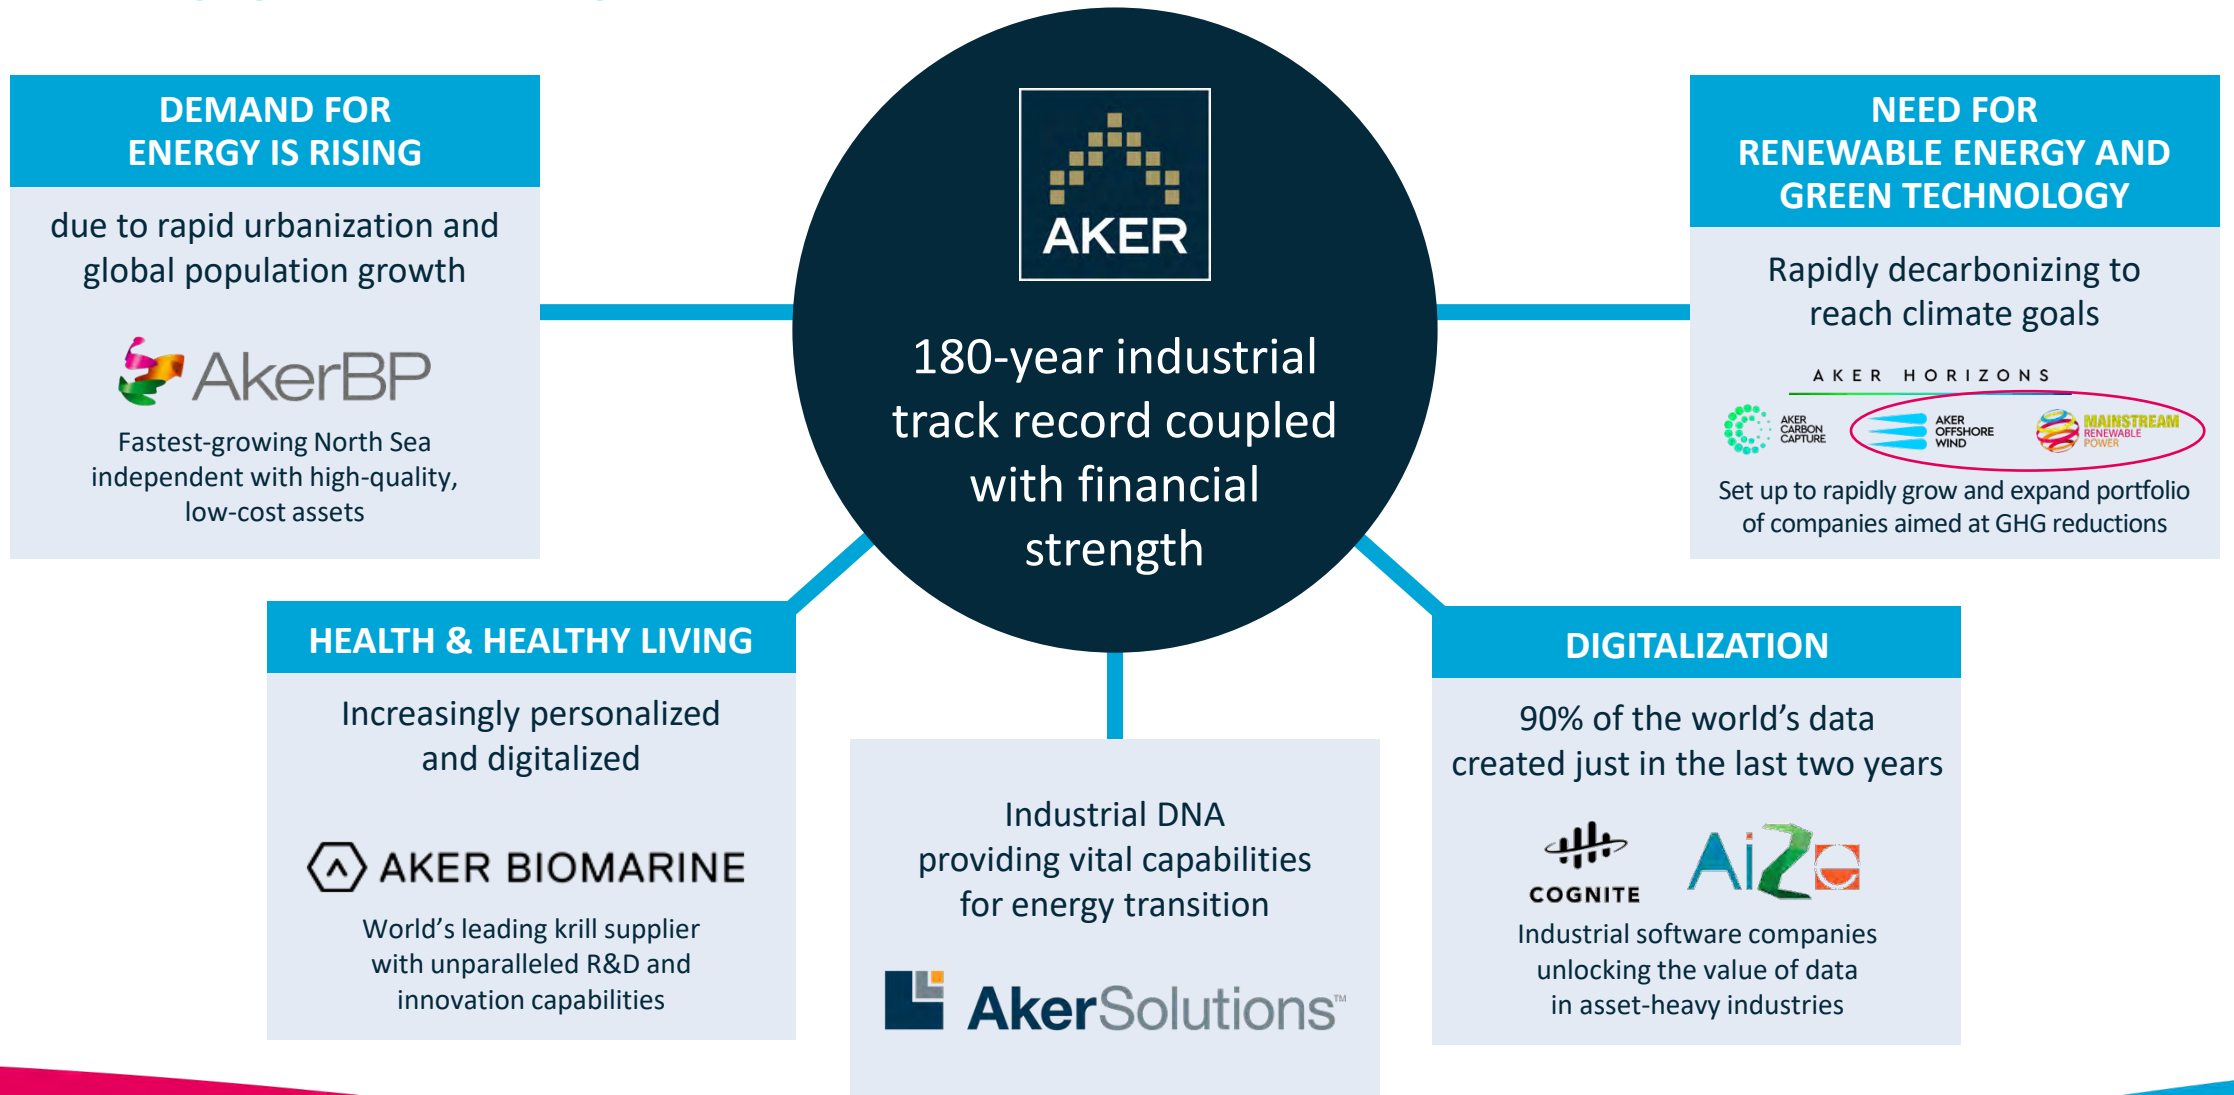 DEMAND FOR
ENERGY IS RISING
due to rapid urbanization and
global population growth
AkerBP
Fastest-growing North Sea
independent with high-quality,
low-cost assets
AKER
180-year industrial
track record coupled
with financial
strength
NEED FOR
RENEWABLE ENERGY AND
GREEN TECHNOLOGY
Rapidly decarbonizing to
reach climate goals
AKER HORIZONS
AKER
CARBON
CAPTURE
AKER
OFFSHORE
WIND
MAINSTREAM
RENEWABLE
POWER
Set up to rapidly grow and expand portfolio
of companies aimed at GHG reductions
HEALTH & HEALTHY LIVING
Increasingly personalized
and digitalized
AKER BIOMARINE
World's leading krill supplier
with unparalleled R&D and
innovation capabilities
Industrial DNA
providing vital capabilities
for energy transition
AkerSolutions™
DIGITALIZATION
90% of the world's data
created just in the last two years
COGNITE
AiZe
Industrial software companies
unlocking the value of data
in asset-heavy industries